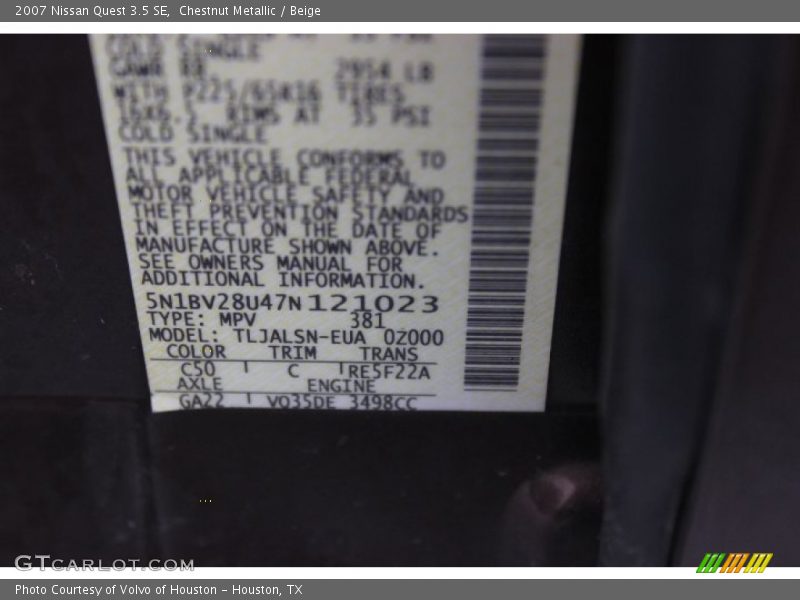 2007 Nissan Quest 3.5 SE,  Chestnut Metallic / Beige
COLD SINGLE
GAWR RR 2954 LB
WITH P225/65R16 TIRES
16X6.5 RIMS AT 35 PSI
COLD SINGLE
THIS VEHICLE CONFORMS TO
ALL APPLICABLE FEDERAL
MOTOR VEHICLE SAFETY AND
THEFT PREVENTION STANDARDS
IN EFFECT ON THE DATE OF
MANUFACTURE SHOWN ABOVE.
SEE OWNERS MANUAL FOR
ADDITIONAL INFORMATION.
5N1BV28U47N121023
TYPE: MPV 381
MODEL: TLJALSN-EUA 0Z000
COLOR TRIM TRANS
C50 C RE5F22A
AXLE ENGINE
GA22 VQ35DE 3498CC
GTCARLOT.COM
Photo Courtesy of Volvo of Houston - Houston, TX